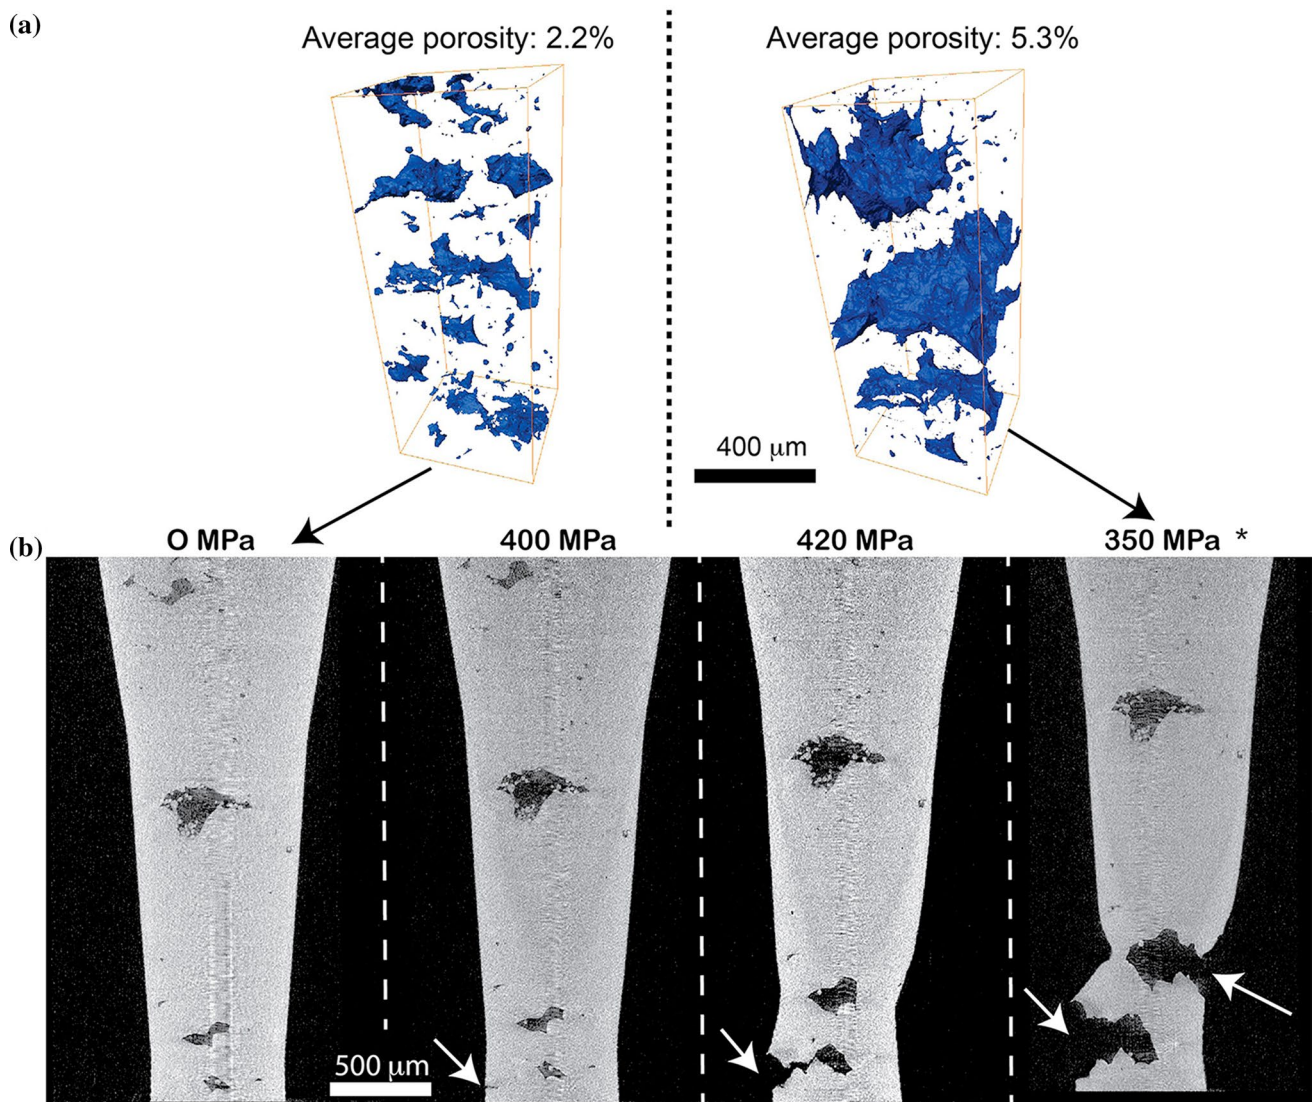 (a)
Average porosity: 2.2%
Average porosity: 5.3%
400 μm
(b)
O MPa
400 MPa
420 MPa
350 MPa *
500 μm